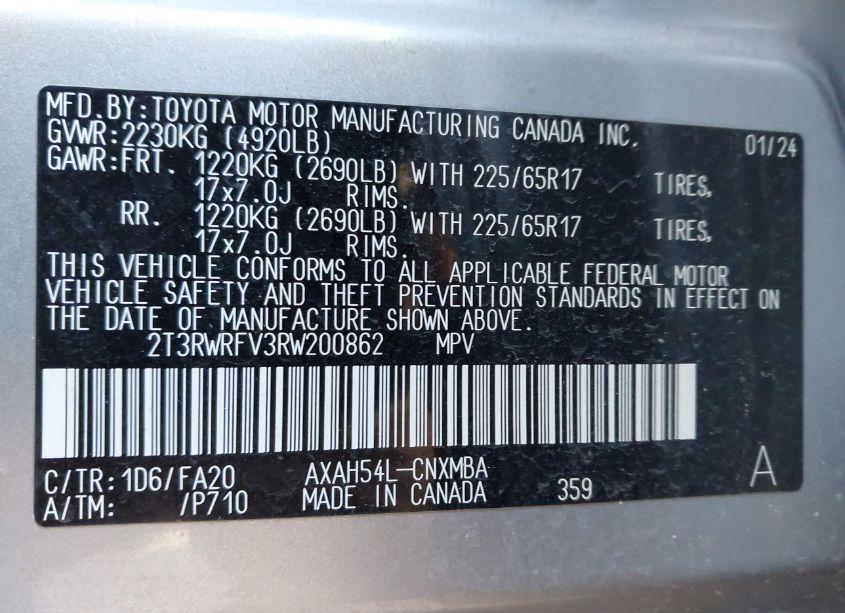 MFD.BY:TOYOTA MOTOR MANUFACTURING CANADA INC. 01/24
GVWR:2230KG (4920LB)
GAWR:FRT. 1220KG (2690LB) WITH 225/65R17 TIRES,
17x7.0J RIMS.
RR. 1220KG (2690LB) WITH 225/65R17 TIRES,
17x7.0J RIMS.
THIS VEHICLE CONFORMS TO ALL APPLICABLE FEDERAL MOTOR
VEHICLE SAFETY AND THEFT PREVENTION STANDARDS IN EFFECT ON
THE DATE OF MANUFACTURE SHOWN ABOVE.
2T3RWRFV3RW200862 MPV
C/TR: 1D6/FA20 AXAH54L-CNXMBA A
A/TM: /P710 MADE IN CANADA 359